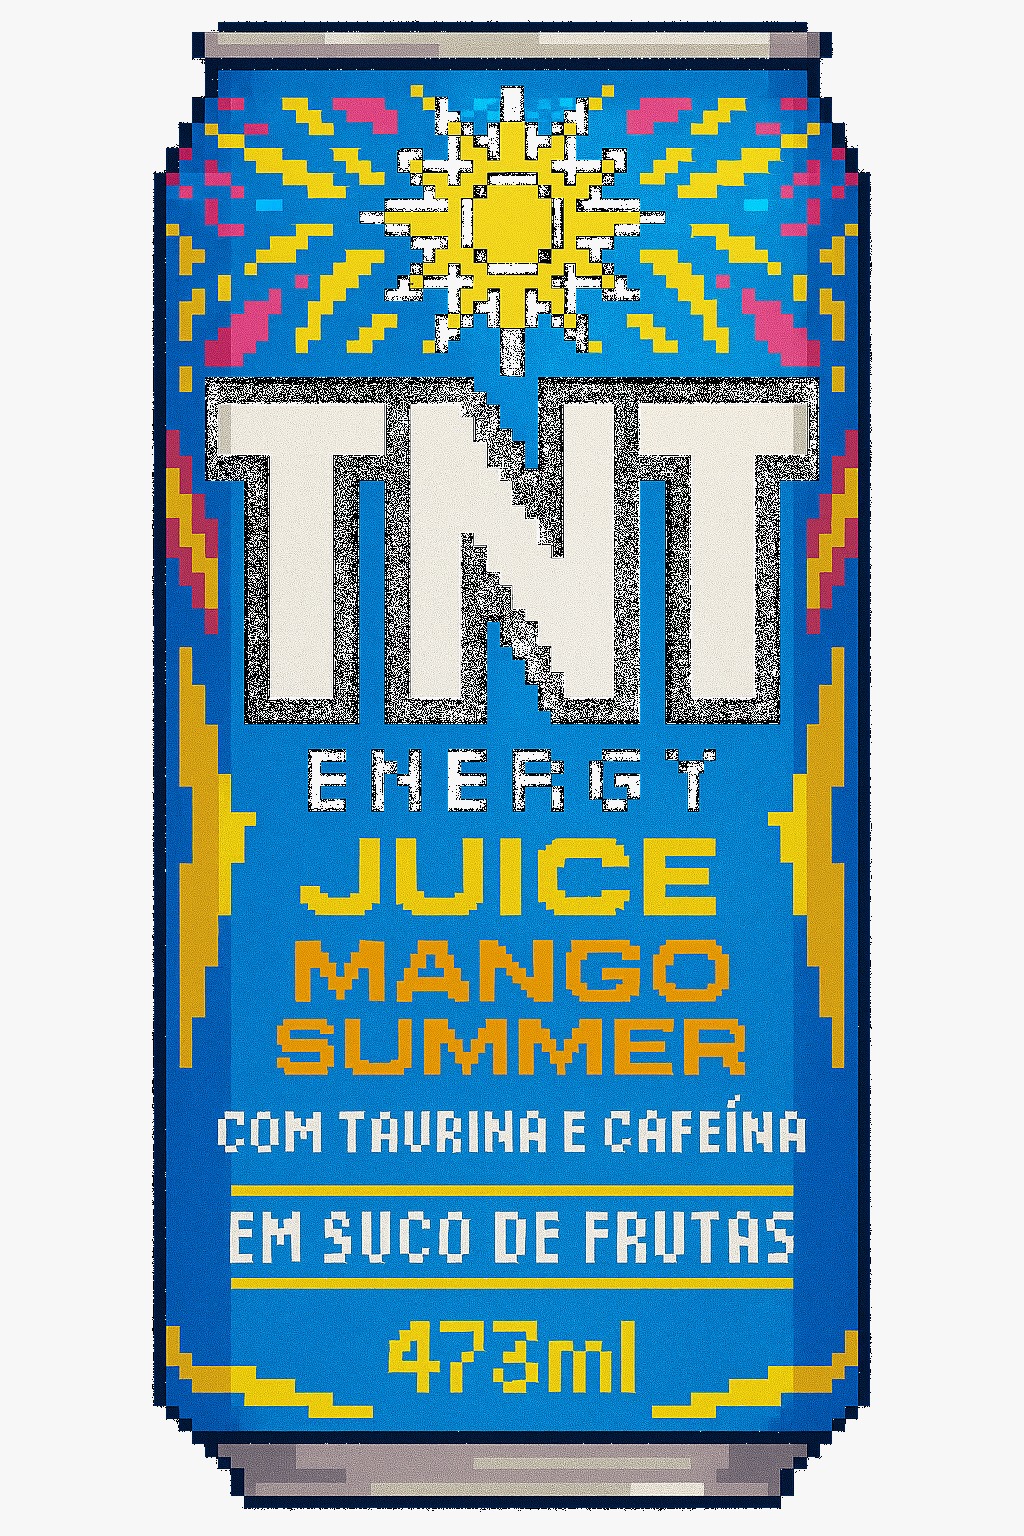 TNT
ENERGY
JUICE
MANGO
SUMMER
COM TAURINA E CAFEÍNA
EM SUCO DE FRUTAS
473ml